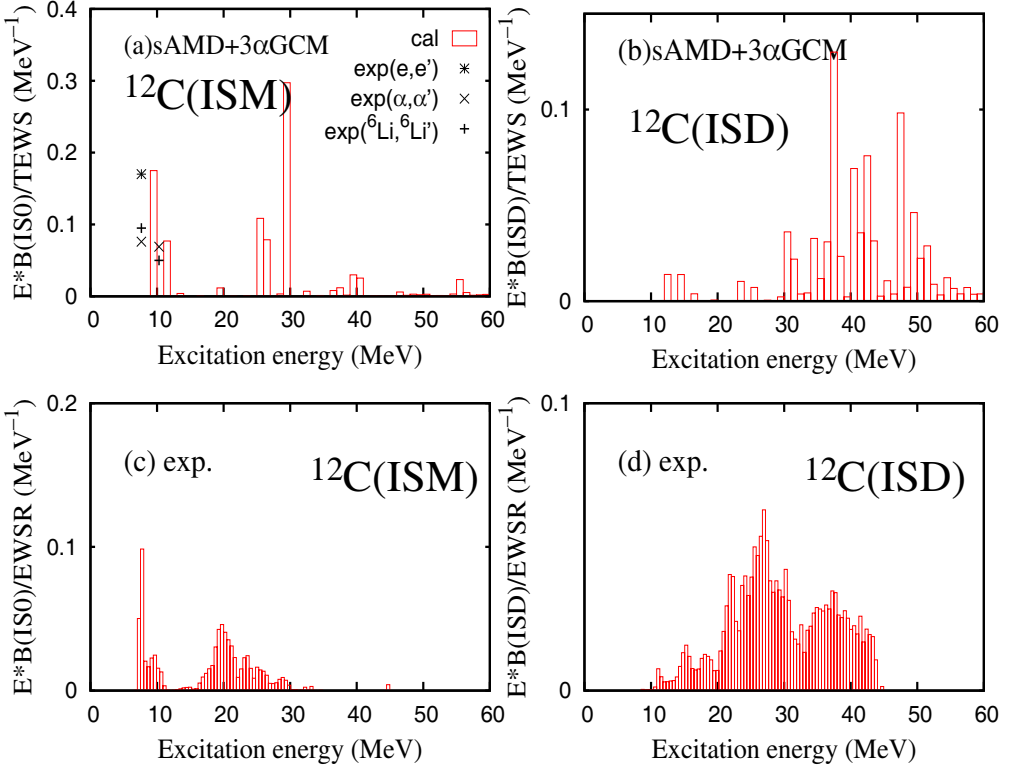 E*B(IS0)/TEWS (MeV⁻¹)
0.4
0.3
0.2
0.1
0
(a)sAMD+3αGCM
¹²C(ISM)
cal
exp(e,e')
exp(α,α')
exp(⁶Li,⁶Li')
0 10 20 30 40 50 60
Excitation energy (MeV)
E*B(ISD)/TEWS (MeV⁻¹)
0.1
0
(b)sAMD+3αGCM
¹²C(ISD)
0 10 20 30 40 50 60
Excitation energy (MeV)
E*B(IS0)/EWSR (MeV⁻¹)
0.2
0.1
0
(c) exp.
¹²C(ISM)
0 10 20 30 40 50 60
Excitation energy (MeV)
E*B(ISD)/EWSR (MeV⁻¹)
0.1
0
(d) exp.
¹²C(ISD)
0 10 20 30 40 50 60
Excitation energy (MeV)